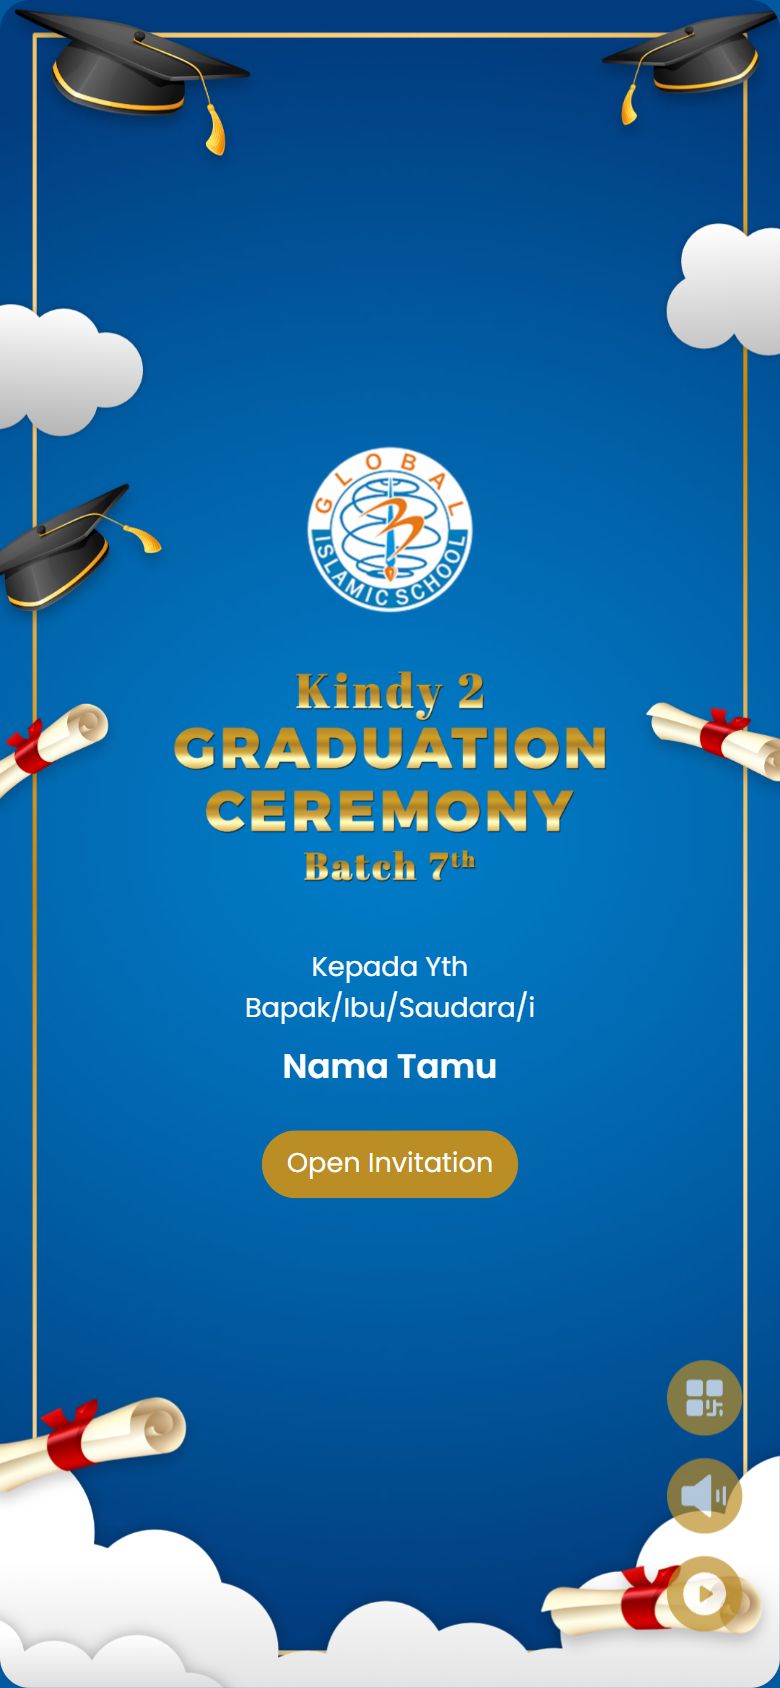 GLOBAL
ISLAMIC SCHOOL
Kindy 2
GRADUATION
CEREMONY
Batch 7th
Kepada Yth
Bapak/Ibu/Saudara/i
Nama Tamu
Open Invitation